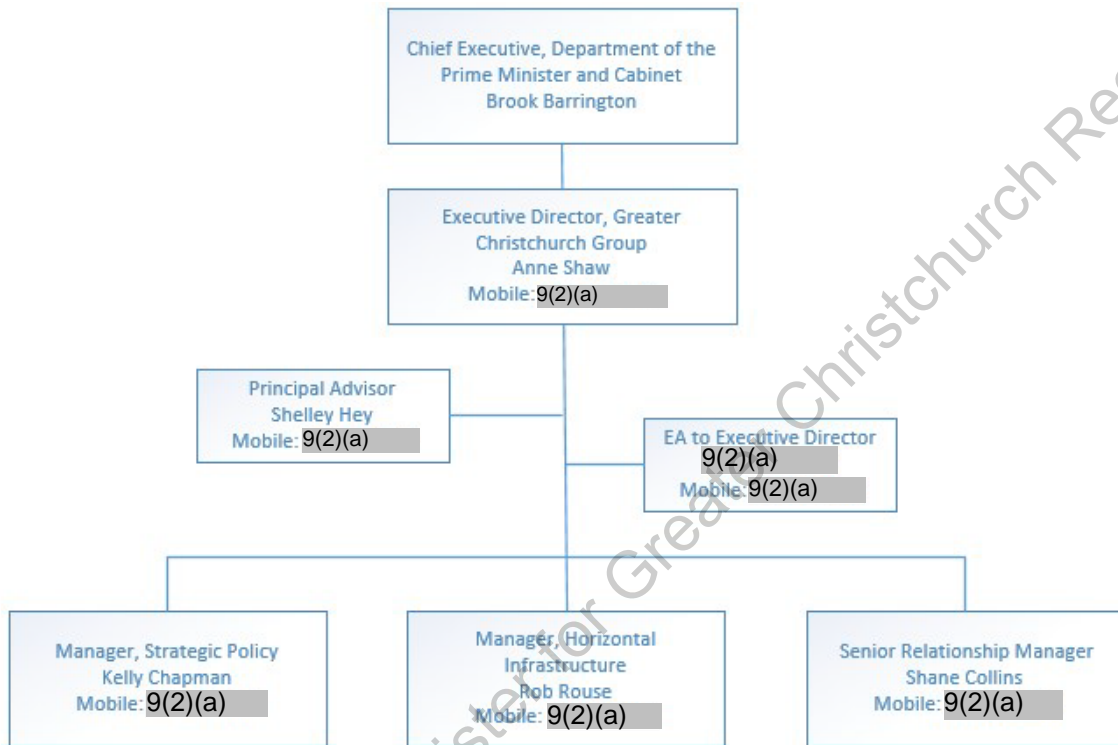 Chief Executive, Department of the
Prime Minister and Cabinet
Brook Barrington
Executive Director, Greater
Christchurch Group
Anne Shaw
Mobile: 9(2)(a)
Principal Advisor
Shelley Hey
Mobile: 9(2)(a)
EA to Executive Director
9(2)(a)
Mobile: 9(2)(a)
Manager, Strategic Policy
Kelly Chapman
Mobile: 9(2)(a)
Manager, Horizontal
Infrastructure
Rob Rouse
Mobile: 9(2)(a)
Senior Relationship Manager
Shane Collins
Mobile: 9(2)(a)
for Greater Christchurch